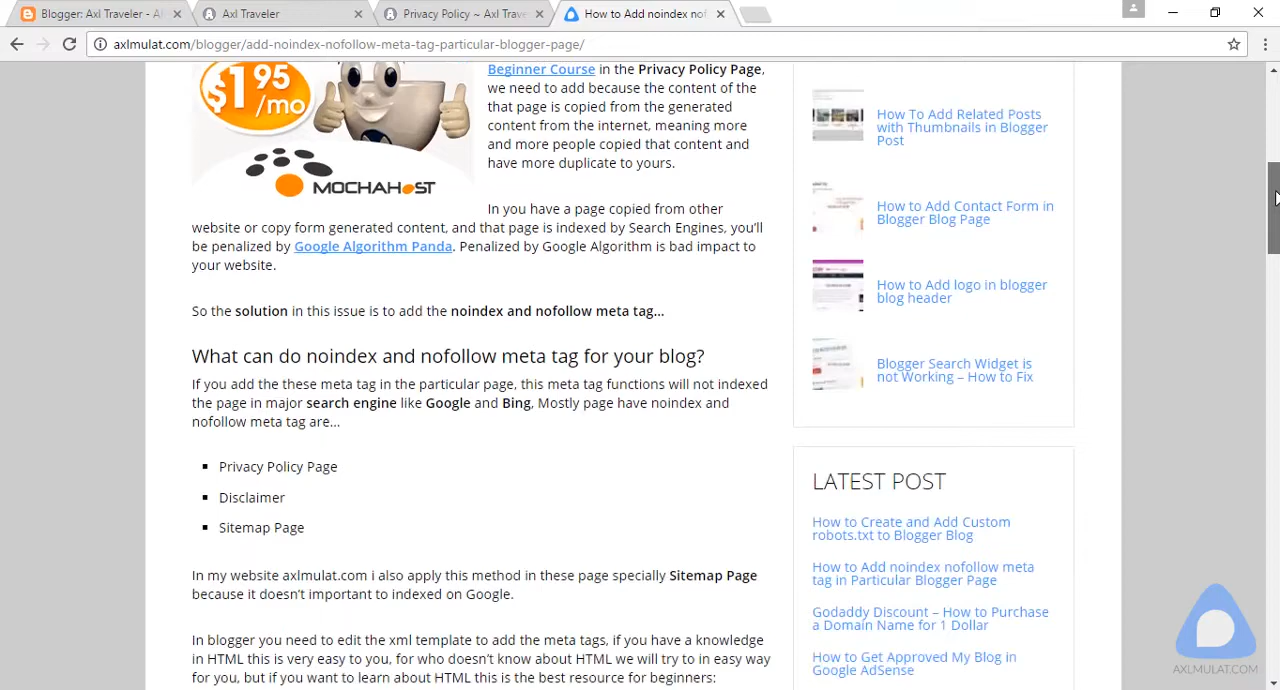 Blogger: Axl Traveler - Al
Axl Traveler
Privacy Policy ~ Axl Trave
How to Add noindex nof
axlmulat.com/blogger/add-noindex-nofollow-meta-tag-particular-blogger-page/
$1.95
/mo
MOCHAHOST
Beginner Course in the Privacy Policy Page,
we need to add because the content of the
that page is copied from the generated
content from the internet, meaning more
and more people copied that content and
have more duplicate to yours.
In you have a page copied from other
website or copy form generated content, and that page is indexed by Search Engines, you'll
be penalized by Google Algorithm Panda. Penalized by Google Algorithm is bad impact to
your website.
So the solution in this issue is to add the noindex and nofollow meta tag...
What can do noindex and nofollow meta tag for your blog?
If you add the these meta tag in the particular page, this meta tag functions will not indexed
the page in major search engine like Google and Bing, Mostly page have noindex and
nofollow meta tag are...
Privacy Policy Page
Disclaimer
Sitemap Page
In my website axlmulat.com i also apply this method in these page specially Sitemap Page
because it doesn't important to indexed on Google.
In blogger you need to edit the xml template to add the meta tags, if you have a knowledge
in HTML this is very easy to you, for who doesn't know about HTML we will try to in easy way
for you, but if you want to learn about HTML this is the best resource for beginners:
How To Add Related Posts
with Thumbnails in Blogger
Post
How to Add Contact Form in
Blogger Blog Page
How to Add logo in blogger
blog header
Blogger Search Widget is
not Working – How to Fix
LATEST POST
How to Create and Add Custom
robots.txt to Blogger Blog
How to Add noindex nofollow meta
tag in Particular Blogger Page
Godaddy Discount – How to Purchase
a Domain Name for 1 Dollar
How to Get Approved My Blog in
Google AdSense
AXLMULAT.COM